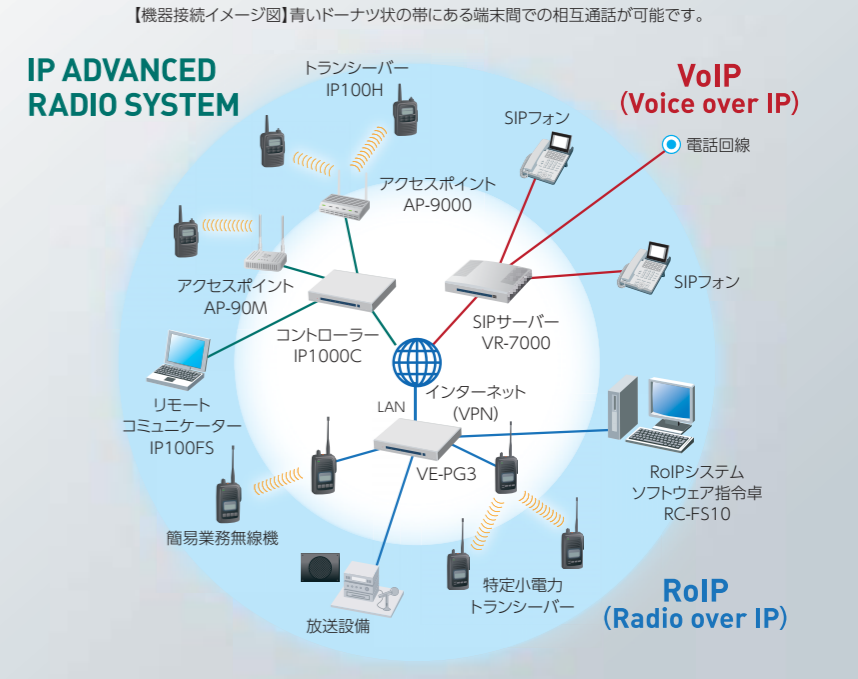 【機器接続イメージ図】青いドーナツ状の帯にある端末間での相互通話が可能です。
IP ADVANCED
RADIO SYSTEM
トランシーバー
IP100H
VoIP
(Voice over IP)
SIPフォン
電話回線
アクセスポイント
AP-9000
アクセスポイント
AP-90M
SIPフォン
コントローラー
IP1000C
SIPサーバー
VR-7000
リモート
コミュニケーター
IP100FS
LAN
インターネット
(VPN)
VE-PG3
RoIPシステム
ソフトウェア指令卓
RC-FS10
簡易業務無線機
特定小電力
トランシーバー
放送設備
RoIP
(Radio over IP)